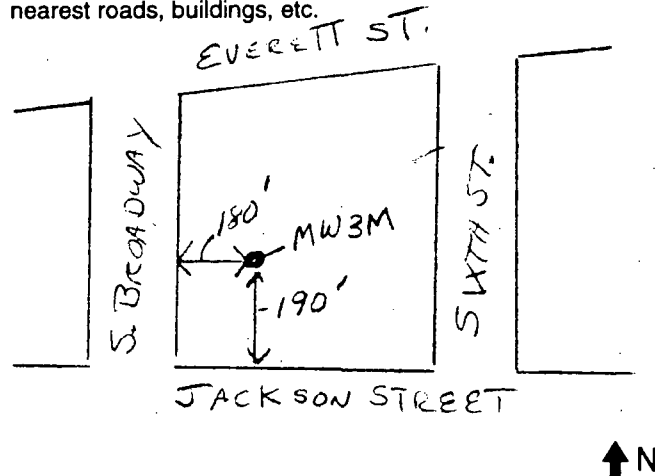 nearest roads, buildings, etc.
EVERETT ST.
S. BROADWAY
180'
MW3M
190'
SIXTH ST.
JACKSON STREET
N